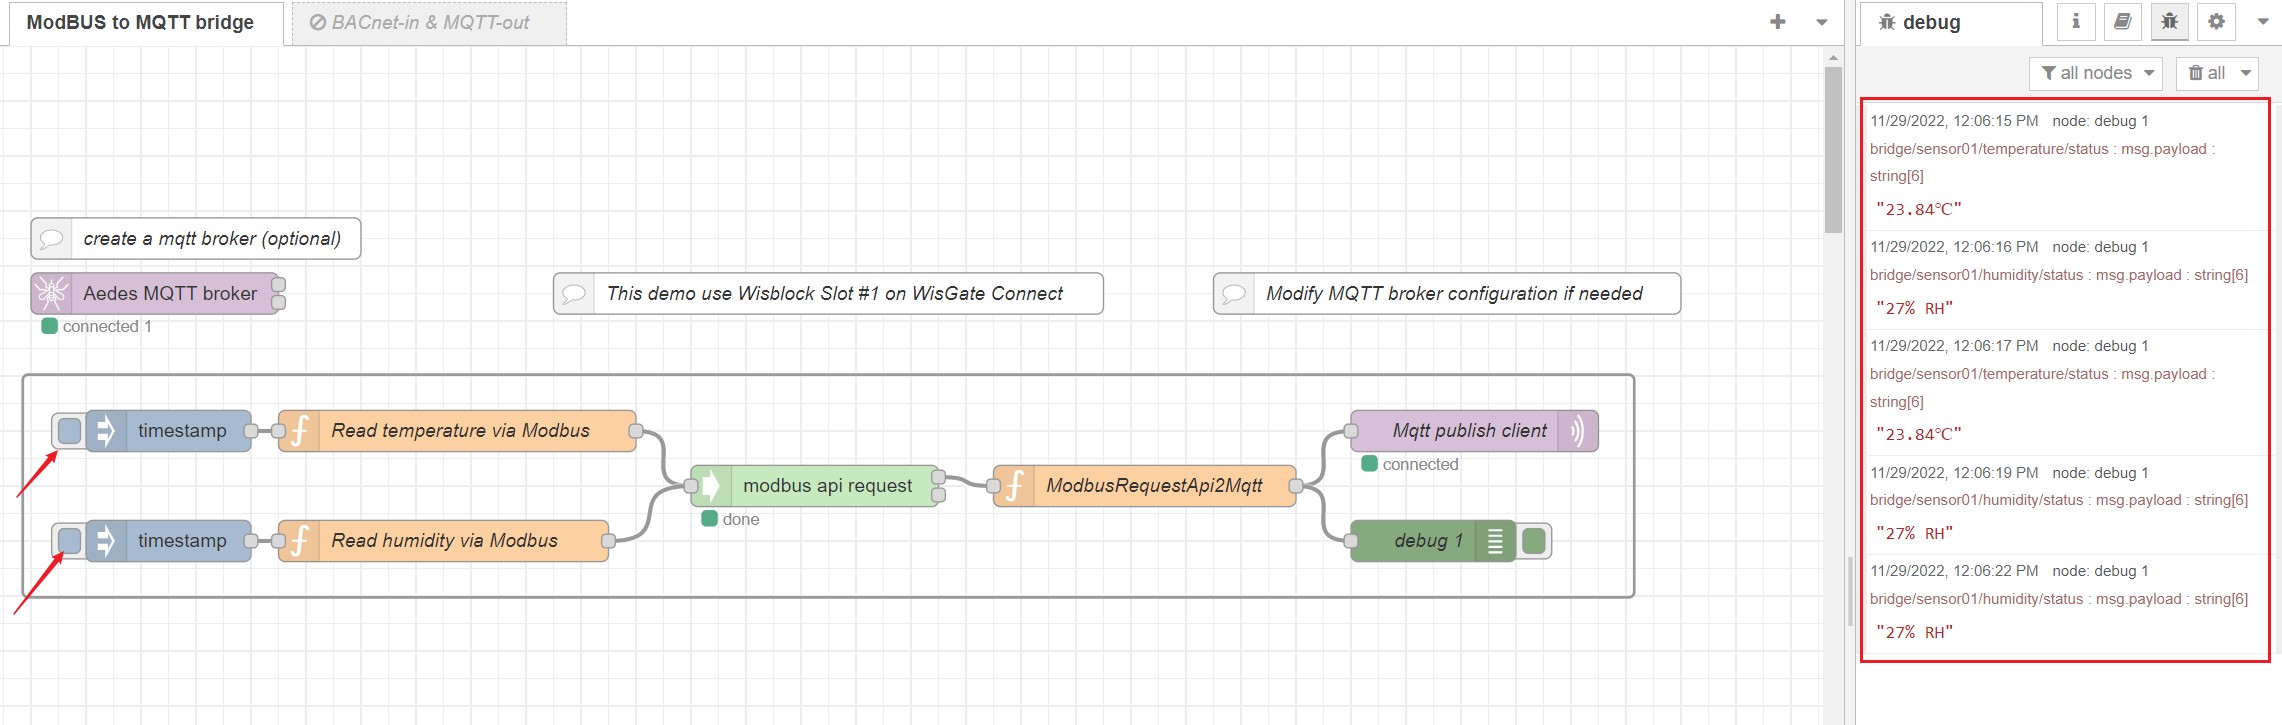 ModBUS to MQTT bridge
BACnet-in & MQTT-out
debug
all nodes
all
create a mqtt broker (optional)
Aedes MQTT broker
connected 1
This demo use Wisblock Slot #1 on WisGate Connect
Modify MQTT broker configuration if needed
timestamp
Read temperature via Modbus
timestamp
Read humidity via Modbus
modbus api request
done
ModbusRequestApi2Mqtt
Mqtt publish client
connected
debug 1
11/29/2022, 12:06:15 PM node: debug 1
bridge/sensor01/temperature/status : msg.payload :
string[6]
"23.84℃"
11/29/2022, 12:06:16 PM node: debug 1
bridge/sensor01/humidity/status : msg.payload : string[6]
"27% RH"
11/29/2022, 12:06:17 PM node: debug 1
bridge/sensor01/temperature/status : msg.payload :
string[6]
"23.84℃"
11/29/2022, 12:06:19 PM node: debug 1
bridge/sensor01/humidity/status : msg.payload : string[6]
"27% RH"
11/29/2022, 12:06:22 PM node: debug 1
bridge/sensor01/humidity/status : msg.payload : string[6]
"27% RH"